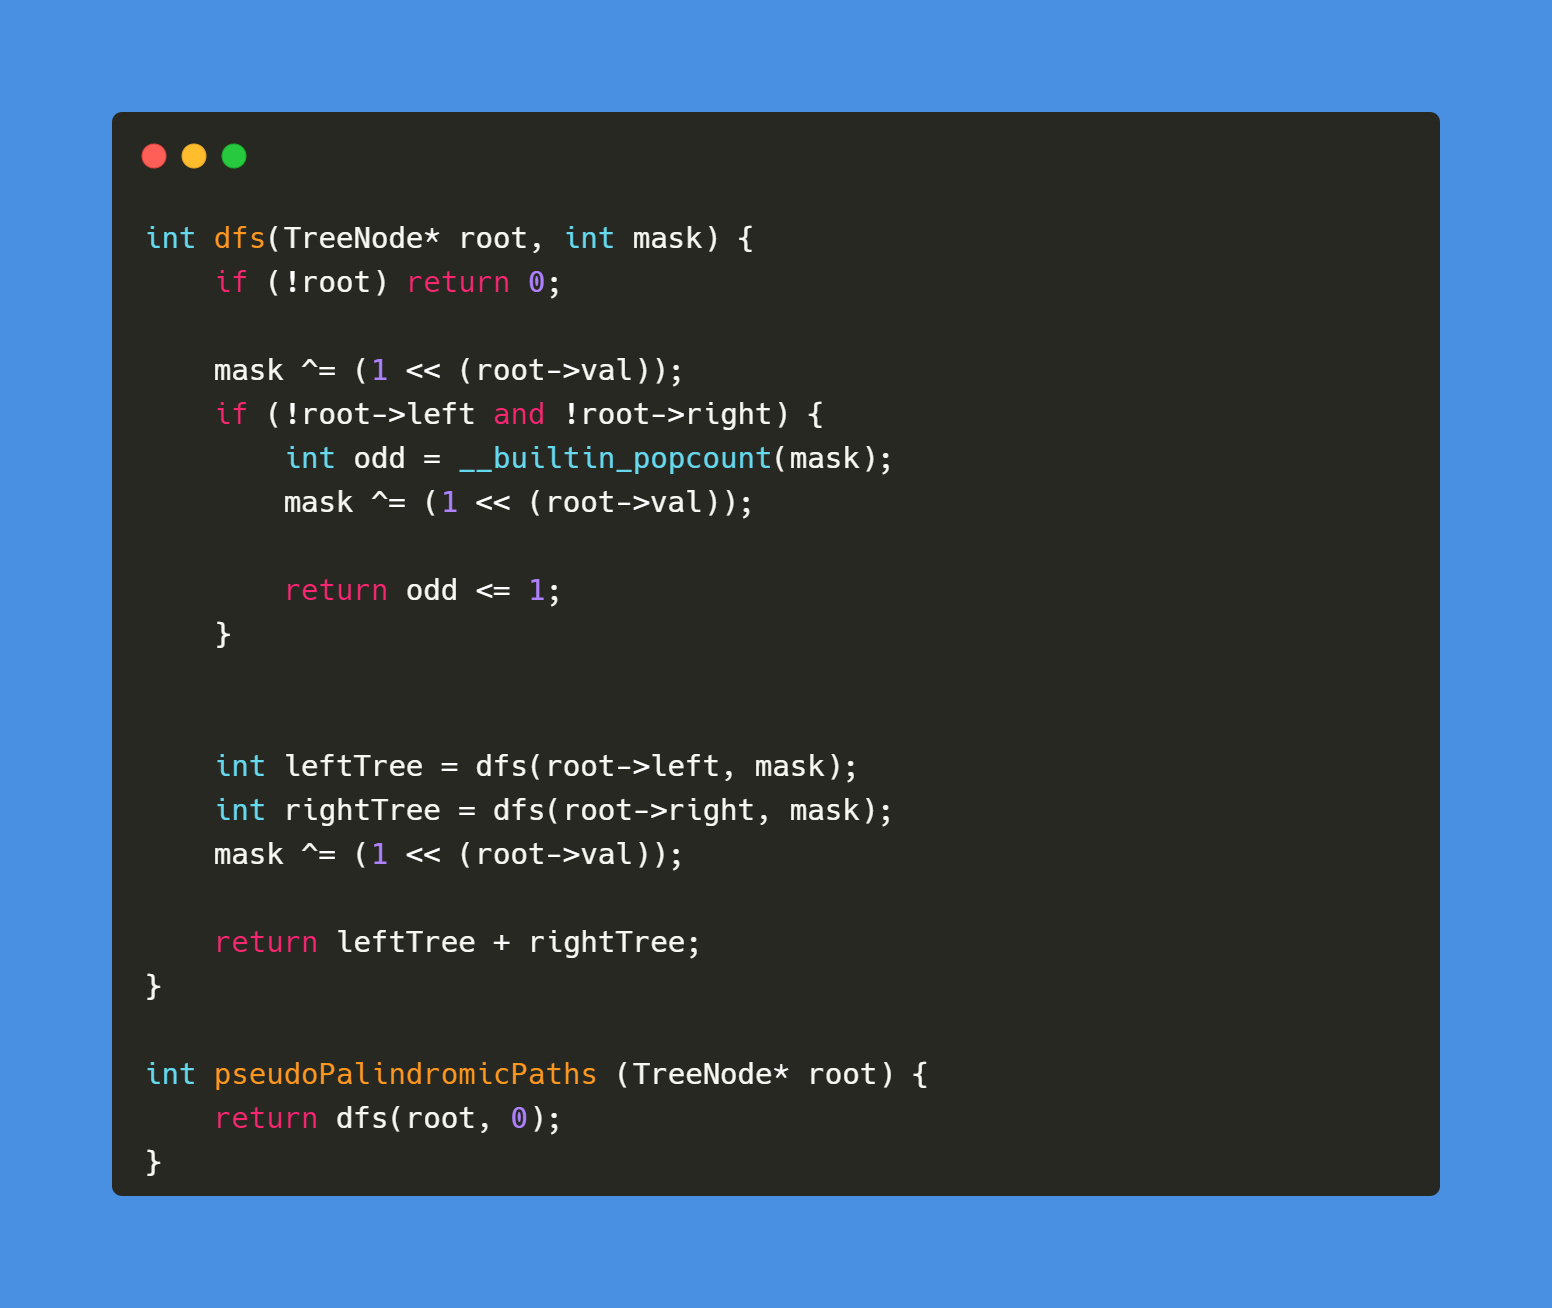 int dfs(TreeNode* root, int mask) {
    if (!root) return 0;

    mask ^= (1 << (root->val));
    if (!root->left and !root->right) {
        int odd = __builtin_popcount(mask);
        mask ^= (1 << (root->val));

        return odd <= 1;
    }

    int leftTree = dfs(root->left, mask);
    int rightTree = dfs(root->right, mask);
    mask ^= (1 << (root->val));

    return leftTree + rightTree;
}

int pseudoPalindromicPaths (TreeNode* root) {
    return dfs(root, 0);
}